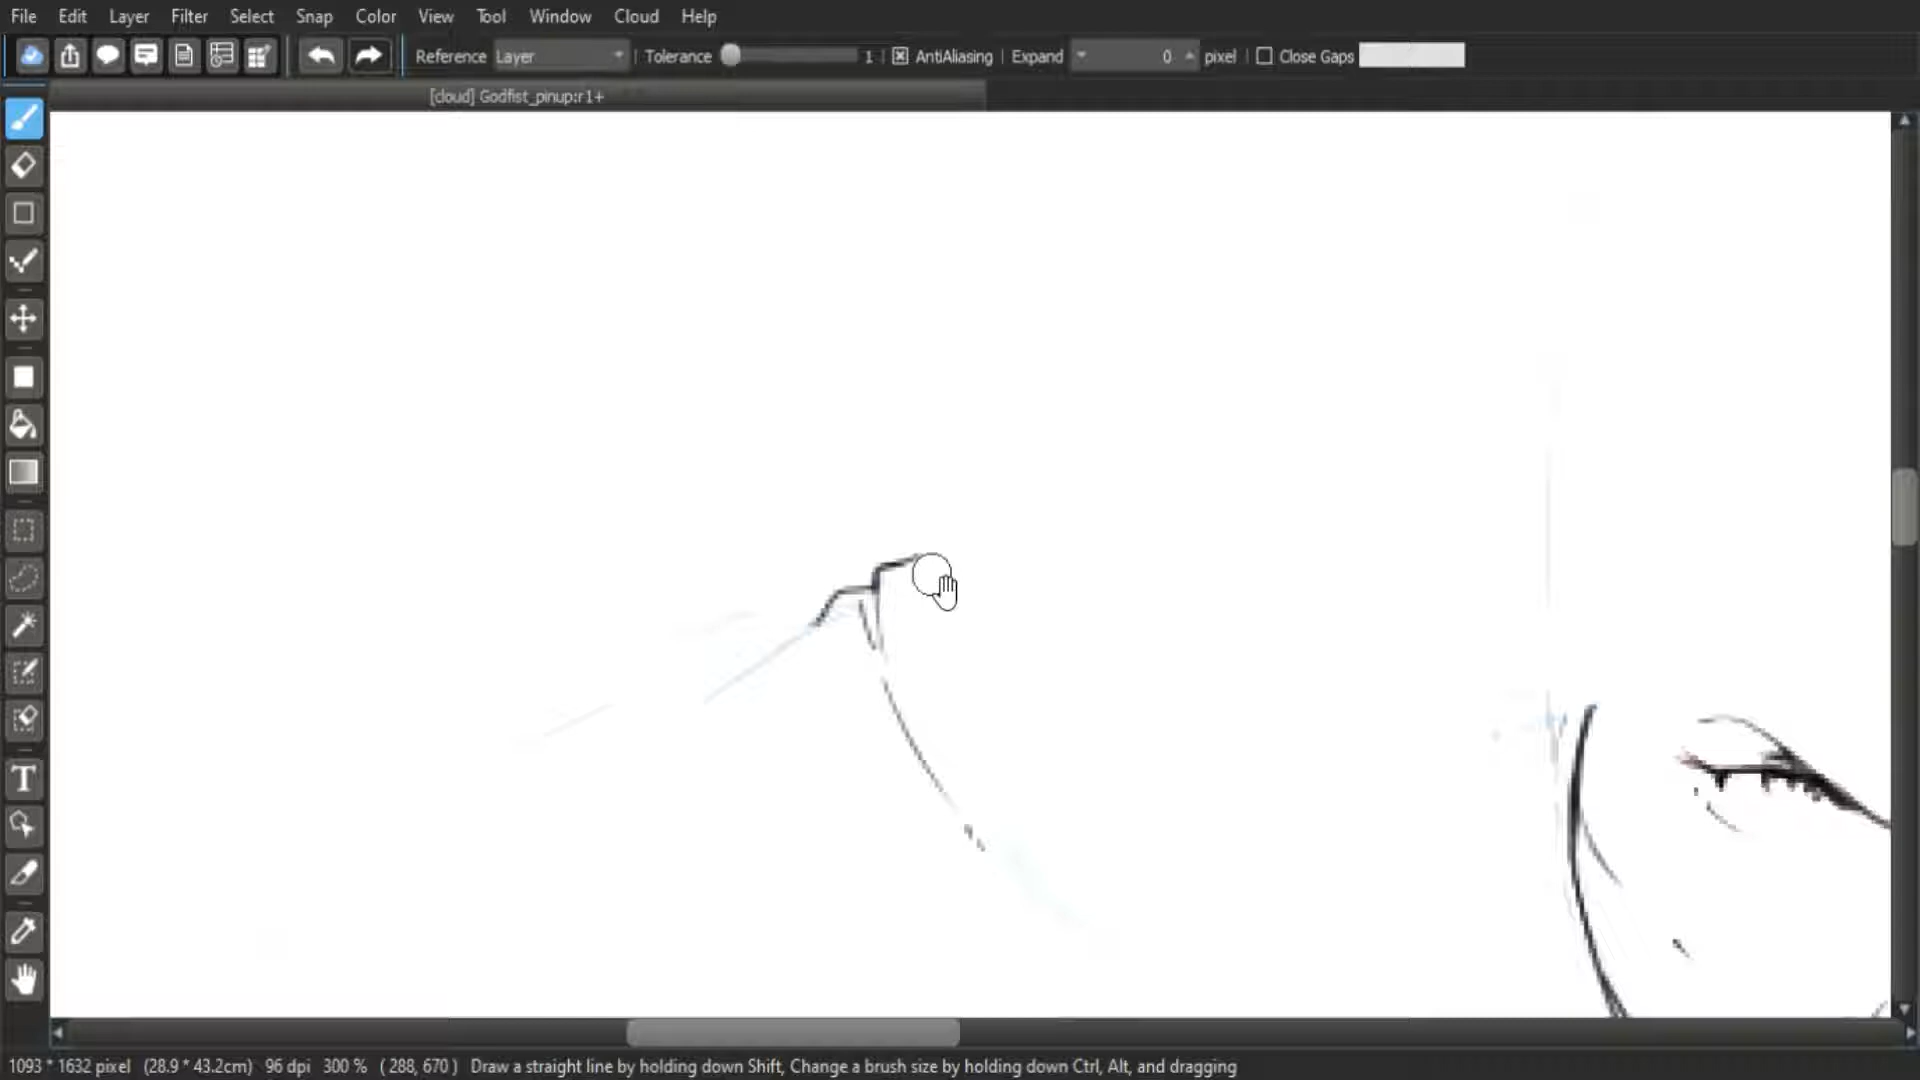 File Edit Layer Filter Select Snap Color View Tool Window Cloud Help
Reference Layer Tolerance 1 AntiAliasing Expand 0 pixel Close Gaps
[cloud] Godfist_pinup:r1+
T
1093 * 1632 pixel (28.9 * 43.2cm) 96 dpi 300 % ( 288, 670 ) Draw a straight line by holding down Shift, Change a brush size by holding down Ctrl, Alt, and dragging